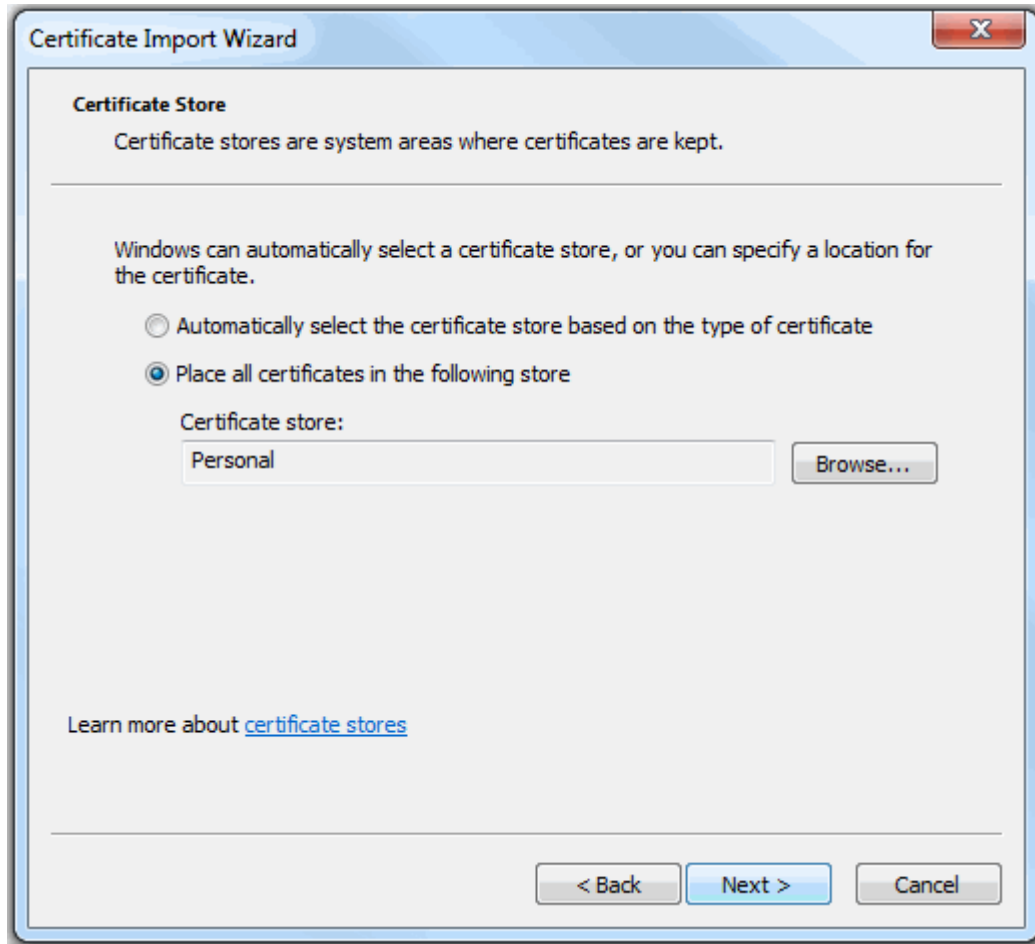 Certificate Import Wizard
Certificate Store
Certificate stores are system areas where certificates are kept.
Windows can automatically select a certificate store, or you can specify a location for
the certificate.
Automatically select the certificate store based on the type of certificate
Place all certificates in the following store
Certificate store:
Personal
Browse...
Learn more about certificate stores
< Back
Next >
Cancel